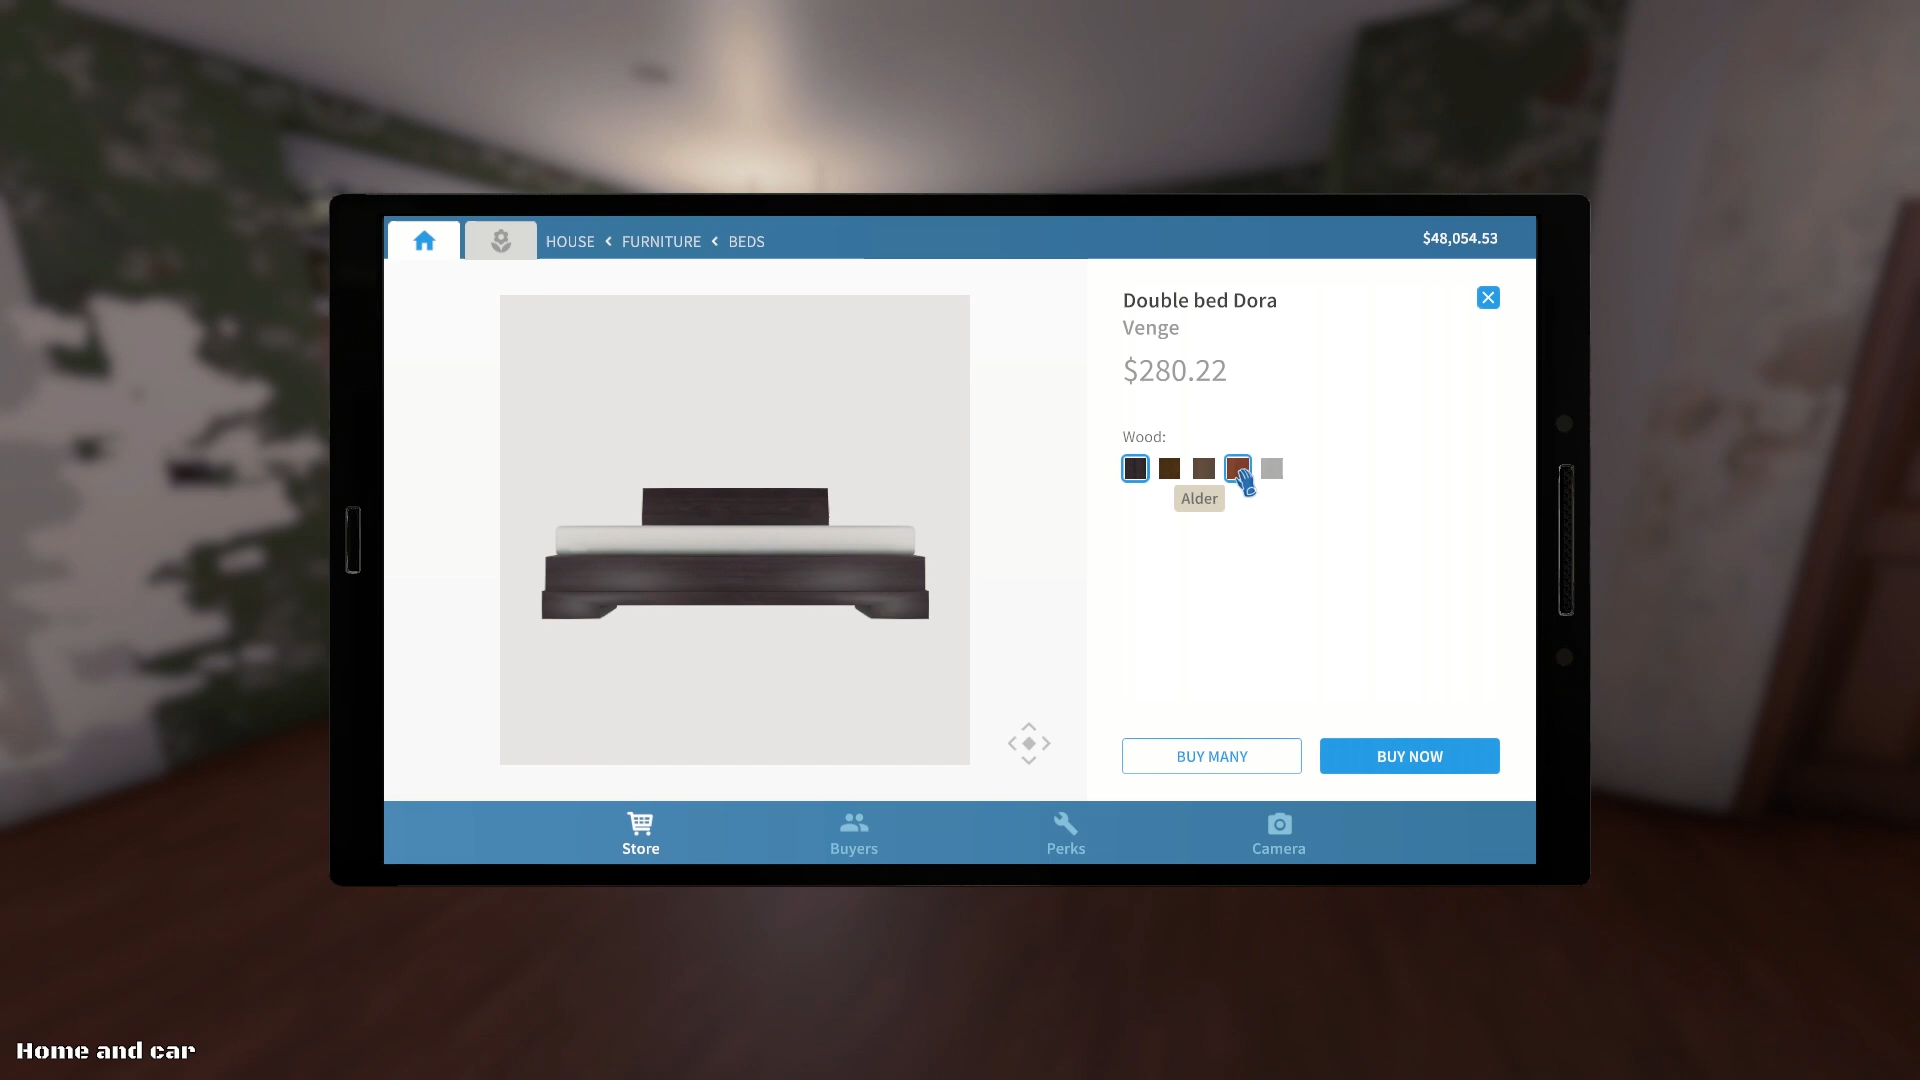 HOUSE < FURNITURE < BEDS
$48,054.53
Double bed Dora
Venge
$280.22
Wood:
Alder
BUY MANY
BUY NOW
Store
Buyers
Perks
Camera
Home and car